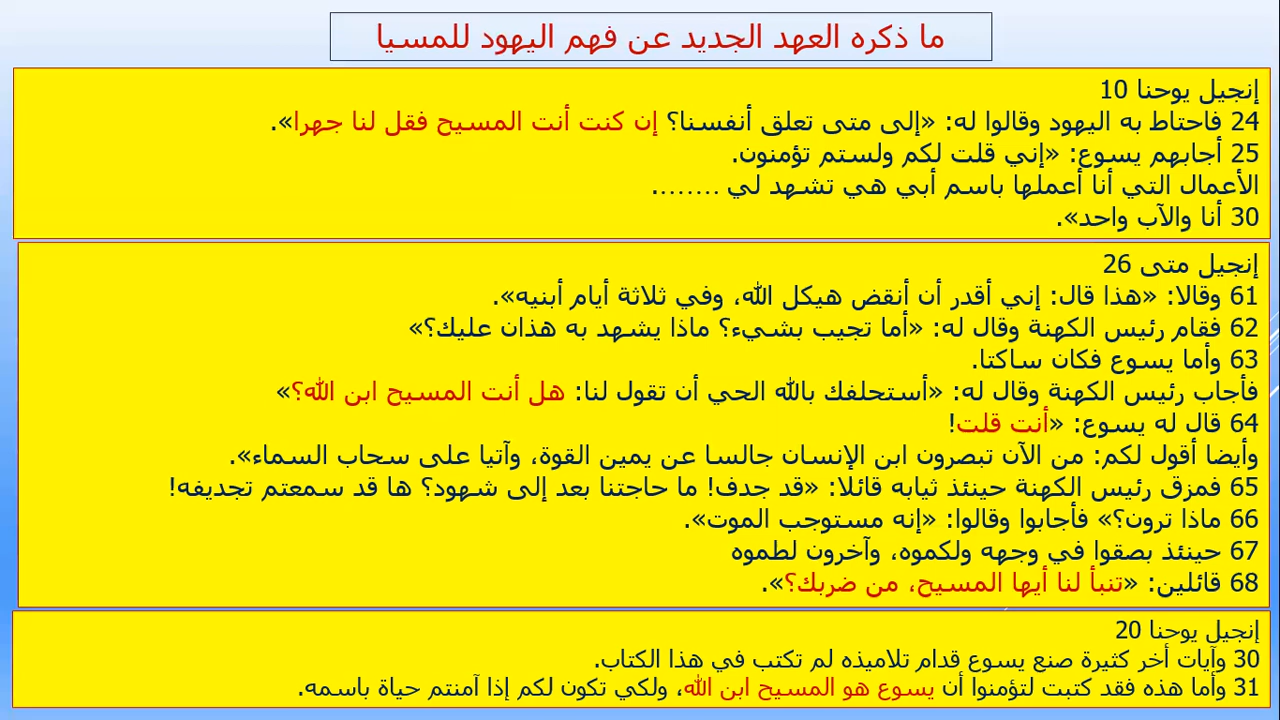 ما ذكره العهد الجديد عن فهم اليهود للمسيا
إنجيل يوحنا 10
24 فاحتاط به اليهود وقالوا له: «إلى متى تعلق أنفسنا؟ إن كنت أنت المسيح فقل لنا جهرا».
25 أجابهم يسوع: «إني قلت لكم ولستم تؤمنون.
الأعمال التي أنا أعملها باسم أبي هي تشهد لي ........
30 أنا والآب واحد».
إنجيل متى 26
61 وقالا: «هذا قال: إني أقدر أن أنقض هيكل الله، وفي ثلاثة أيام أبنيه».
62 فقام رئيس الكهنة وقال له: «أما تجيب بشيء؟ ماذا يشهد به هذان عليك؟»
63 وأما يسوع فكان ساكتا.
فأجاب رئيس الكهنة وقال له: «أستحلفك بالله الحي أن تقول لنا: هل أنت المسيح ابن الله؟»
64 قال له يسوع: «أنت قلت!
وأيضا أقول لكم: من الآن تبصرون ابن الإنسان جالسا عن يمين القوة، وآتيا على سحاب السماء».
65 فمزق رئيس الكهنة حينئذ ثيابه قائلا: «قد جدف! ما حاجتنا بعد إلى شهود؟ ها قد سمعتم تجديفه!
66 ماذا ترون؟» فأجابوا وقالوا: «إنه مستوجب الموت».
67 حينئذ بصقوا في وجهه ولكموه، وآخرون لطموه
68 قائلين: «تنبأ لنا أيها المسيح، من ضربك؟».
إنجيل يوحنا 20
30 وآيات أخر كثيرة صنع يسوع قدام تلاميذه لم تكتب في هذا الكتاب.
31 وأما هذه فقد كتبت لتؤمنوا أن يسوع هو المسيح ابن الله، ولكي تكون لكم إذا آمنتم حياة باسمه.